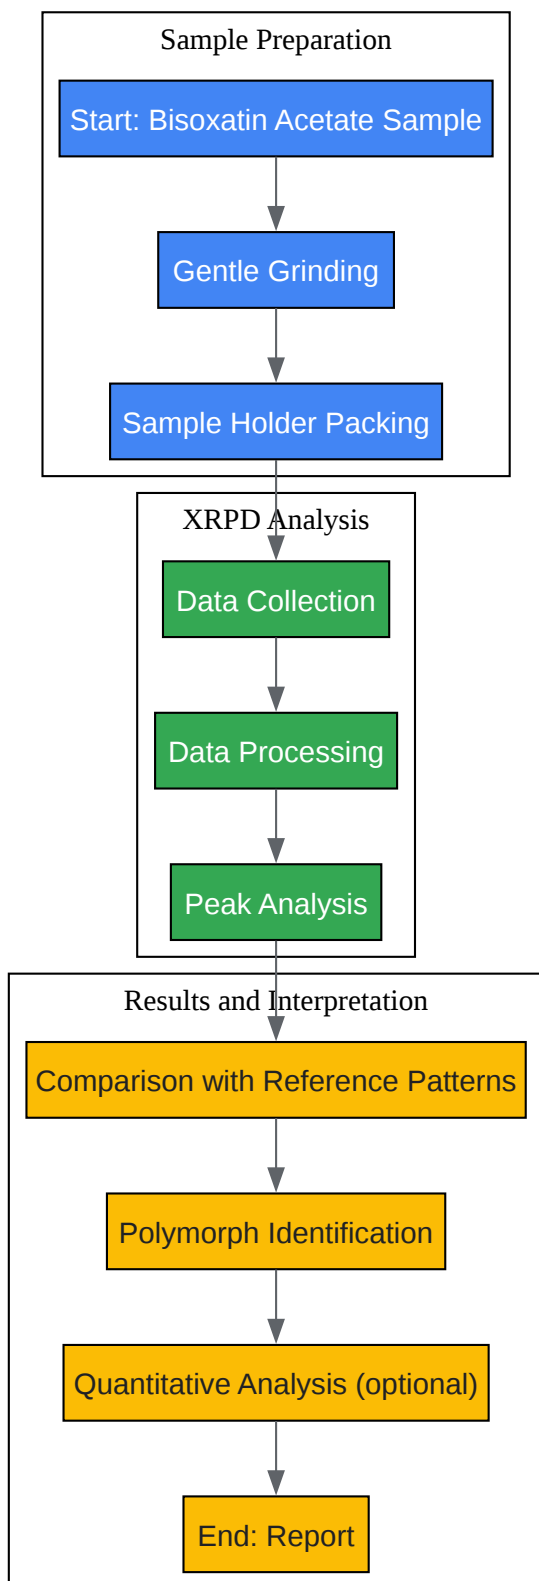 Sample Preparation
Start: Bisoxatin Acetate Sample
Gentle Grinding
Sample Holder Packing
XRPD Analysis
Data Collection
Data Processing
Peak Analysis
Results and Interpretation
Comparison with Reference Patterns
Polymorph Identification
Quantitative Analysis (optional)
End: Report